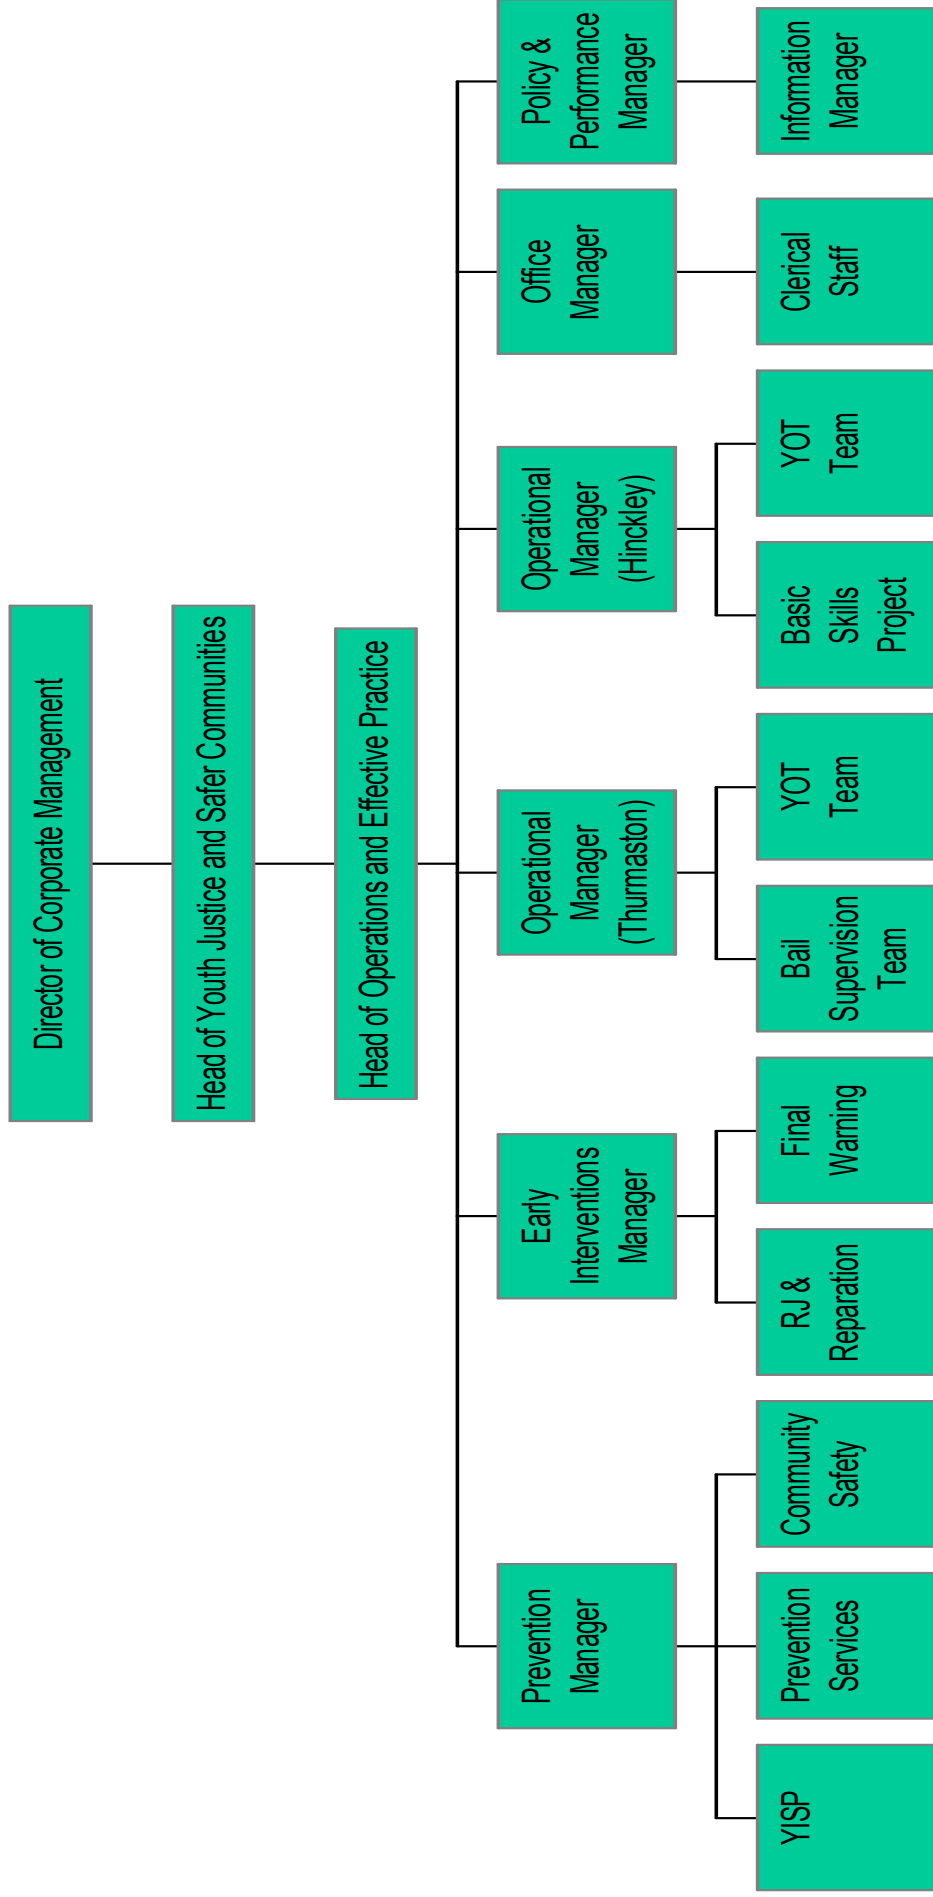 Director of Corporate Management
Head of Youth Justice and Safer Communities
Head of Operations and Effective Practice
Prevention
Manager
Early
Interventions
Manager
Operational
Manager
(Thurmaston)
Operational
Manager
(Hinckley)
Office
Manager
Policy &
Performance
Manager
YISP
Prevention
Services
Community
Safety
RJ &
Reparation
Final
Warning
Bail
Supervision
Team
YOT
Team
Basic
Skills
Project
YOT
Team
Clerical
Staff
Information
Manager